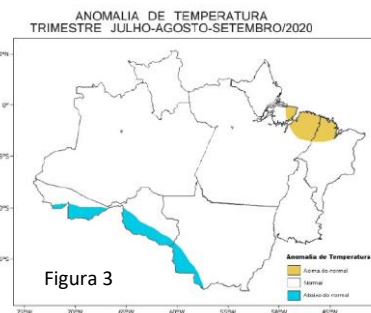 ANOMALIA DE TEMPERATURA
TRIMESTRE JULHO-AGOSTO-SETEMBRO/2020
Figura 3
Anomalia de Temperatura
Acima do normal
Normal
Abaixo do normal